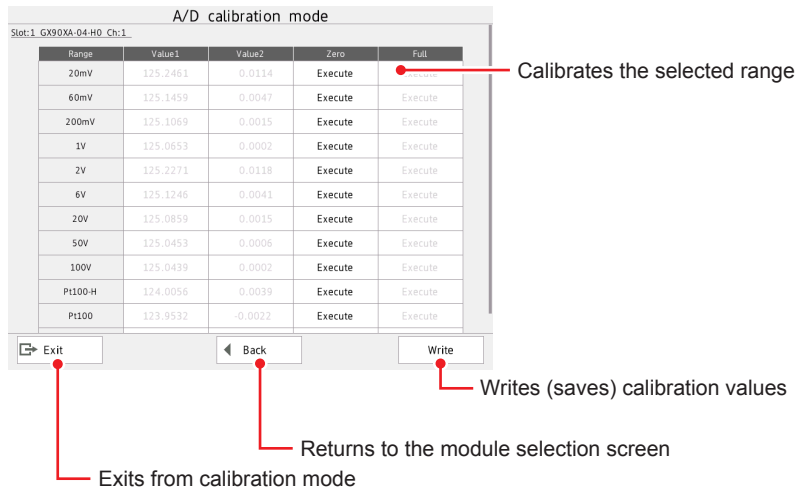 A/D calibration mode
Slot:1 GX90XA-04-H0 Ch:1
Range Value1 Value2 Zero Full
20mV 125.2461 0.0114 Execute Execute
Calibrates the selected range
60mV 125.1459 0.0047 Execute Execute
200mV 125.1069 0.0015 Execute Execute
1V 125.0653 0.0002 Execute Execute
2V 125.2271 0.0118 Execute Execute
6V 125.1246 0.0041 Execute Execute
20V 125.0859 0.0015 Execute Execute
50V 125.0453 0.0006 Execute Execute
100V 125.0439 0.0002 Execute Execute
Pt100-H 124.0056 0.0039 Execute Execute
Pt100 123.9532 -0.0022 Execute Execute
Exit Back Write
Writes (saves) calibration values
Returns to the module selection screen
Exits from calibration mode